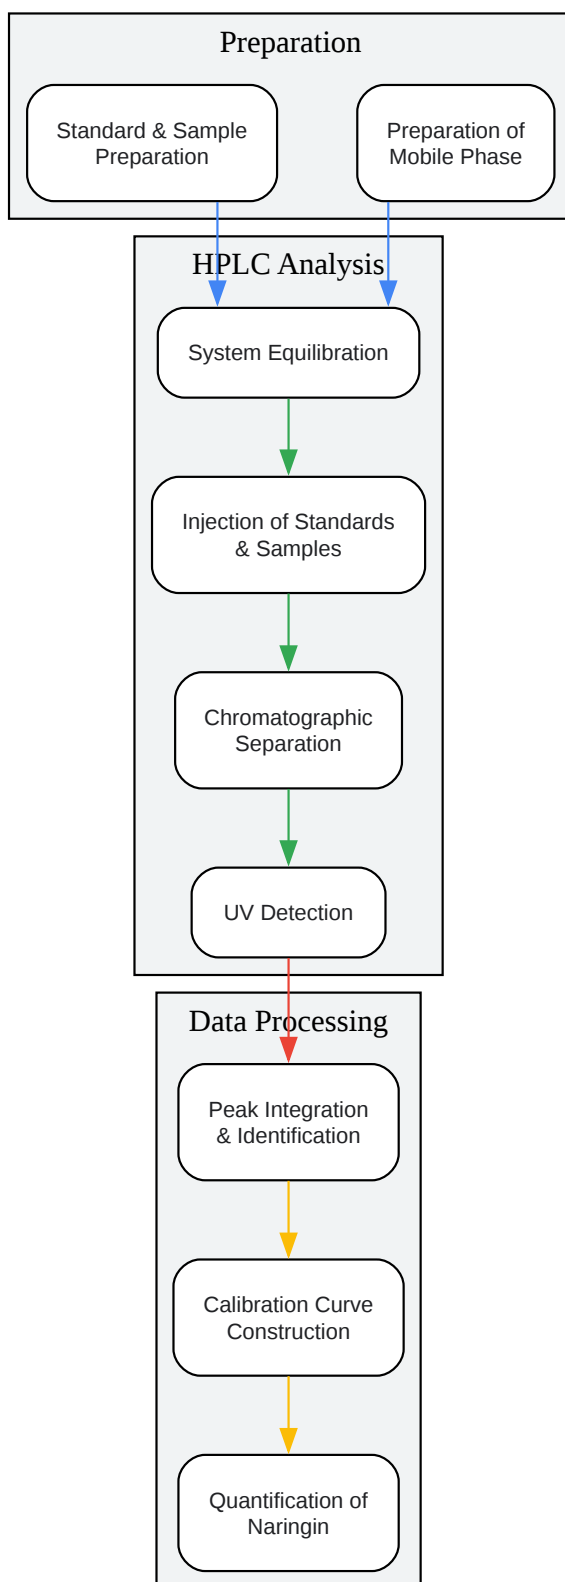 Preparation
Standard & Sample
Preparation
Preparation of
Mobile Phase
HPLC Analysis
System Equilibration
Injection of Standards
& Samples
Chromatographic
Separation
UV Detection
Data Processing
Peak Integration
& Identification
Calibration Curve
Construction
Quantification of
Naringin